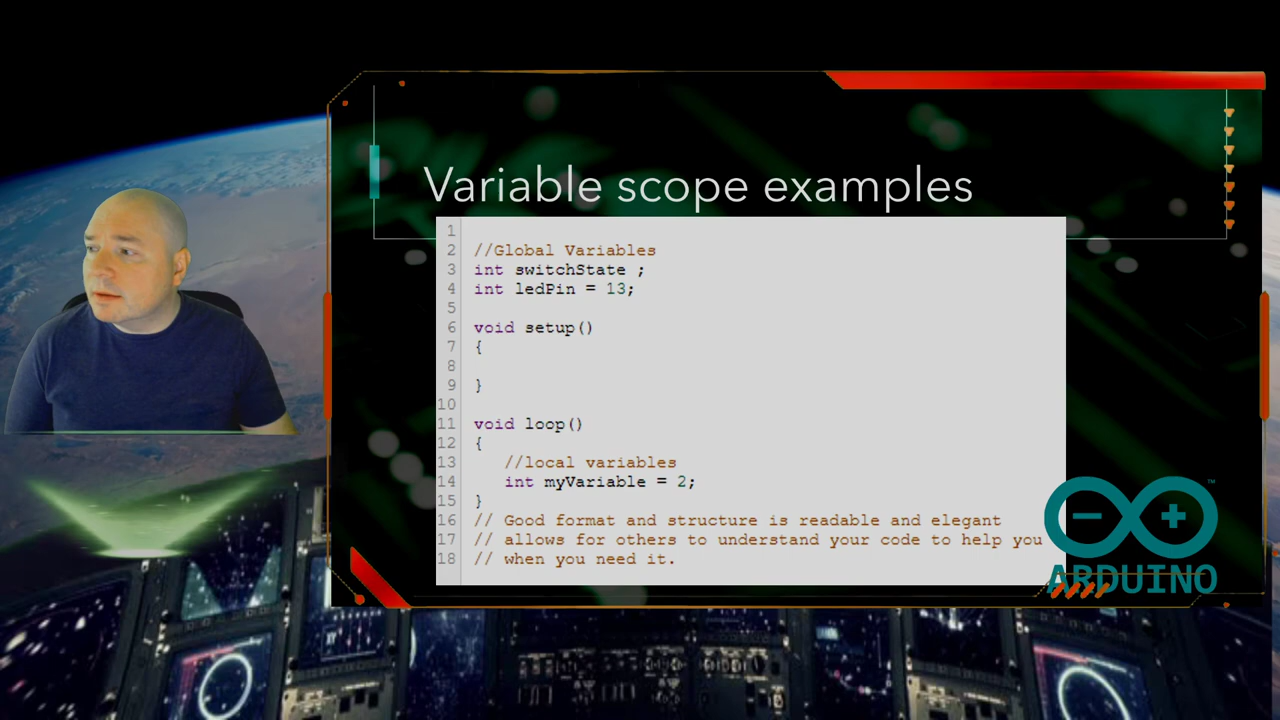 Variable scope examples
1
2 //Global Variables
3 int switchState ;
4 int ledPin = 13;
5
6 void setup()
7 {
8
9 }
10
11 void loop()
12 {
13 //local variables
14 int myVariable = 2;
15 }
16 // Good format and structure is readable and elegant
17 // allows for others to understand your code to help you
18 // when you need it.
ARDUINO
TM